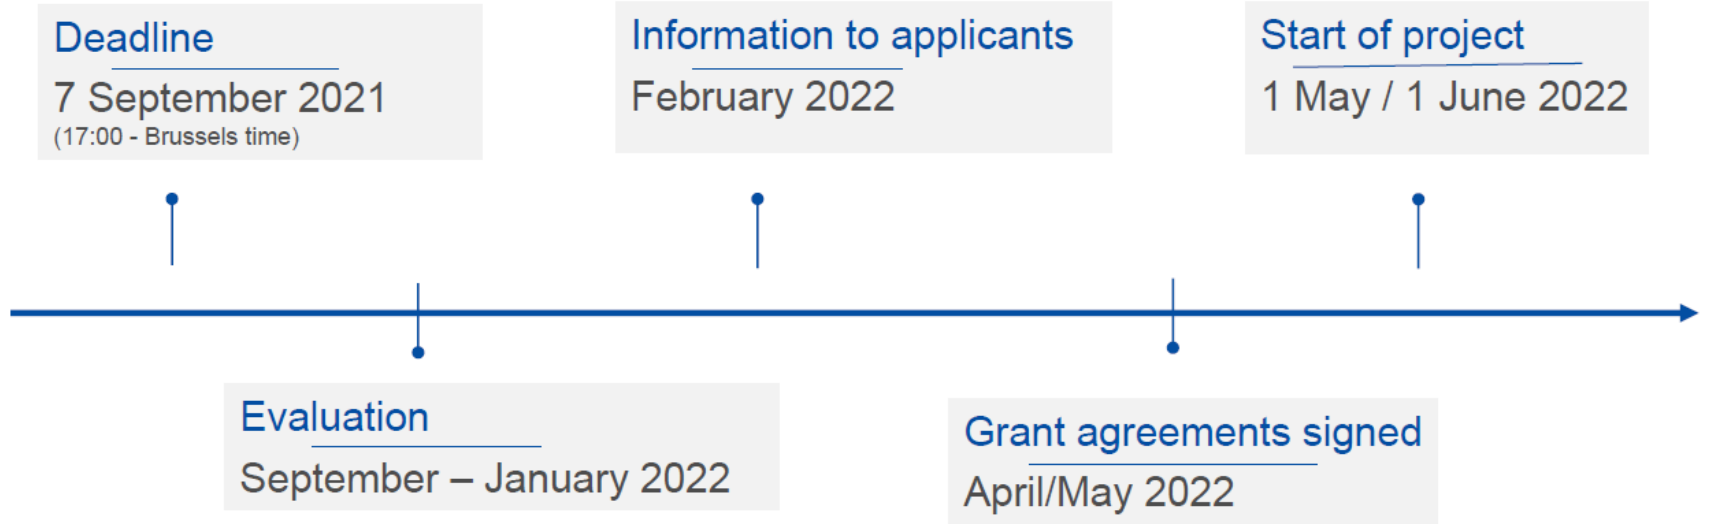 Deadline
7 September 2021
(17:00 - Brussels time)
Evaluation
September – January 2022
Information to applicants
February 2022
Grant agreements signed
April/May 2022
Start of project
1 May / 1 June 2022